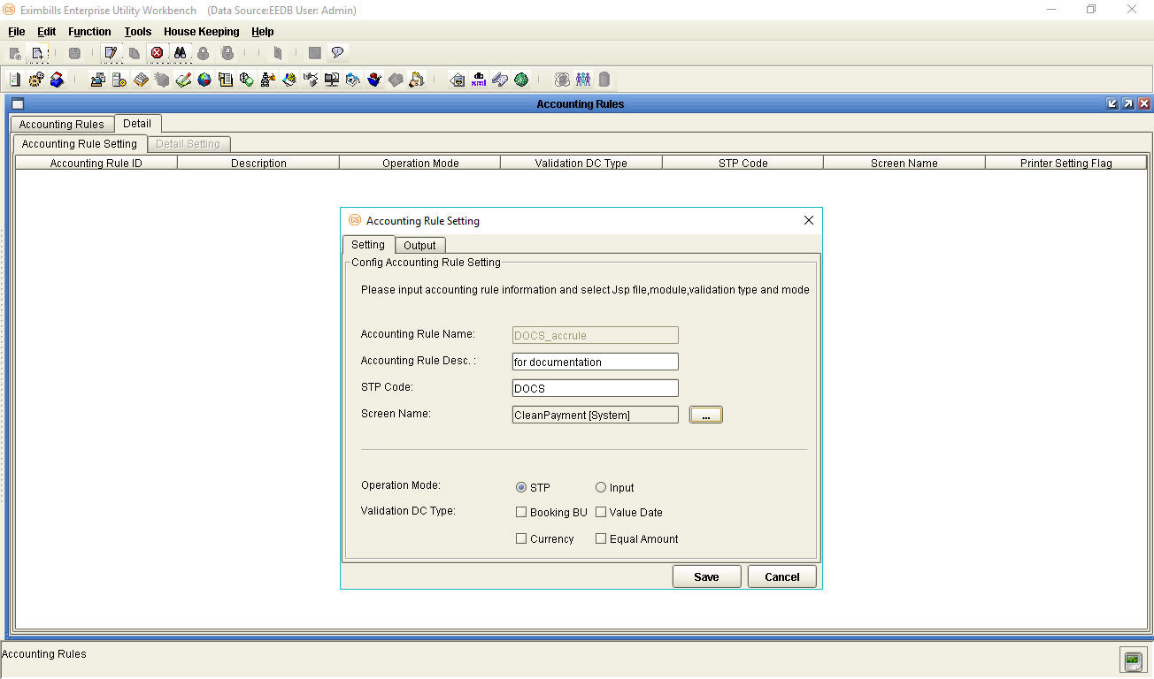 Eximbills Enterprise Utility Workbench (Data Source:EEDB User: Admin)
File Edit Function Tools House Keeping Help
Accounting Rules
Accounting Rules Detail
Accounting Rule Setting Detail Setting
Accounting Rule ID Description Operation Mode Validation DC Type STP Code Screen Name Printer Setting Flag
Accounting Rule Setting
Setting Output
Config Accounting Rule Setting
Please input accounting rule information and select Jsp file,module,validation type and mode
Accounting Rule Name: DOCS_accrule
Accounting Rule Desc. : for documentation
STP Code: DOCS
Screen Name: CleanPayment [System] ...
Operation Mode: STP Input
Validation DC Type: Booking BU Value Date
Currency Equal Amount
Save Cancel
Accounting Rules